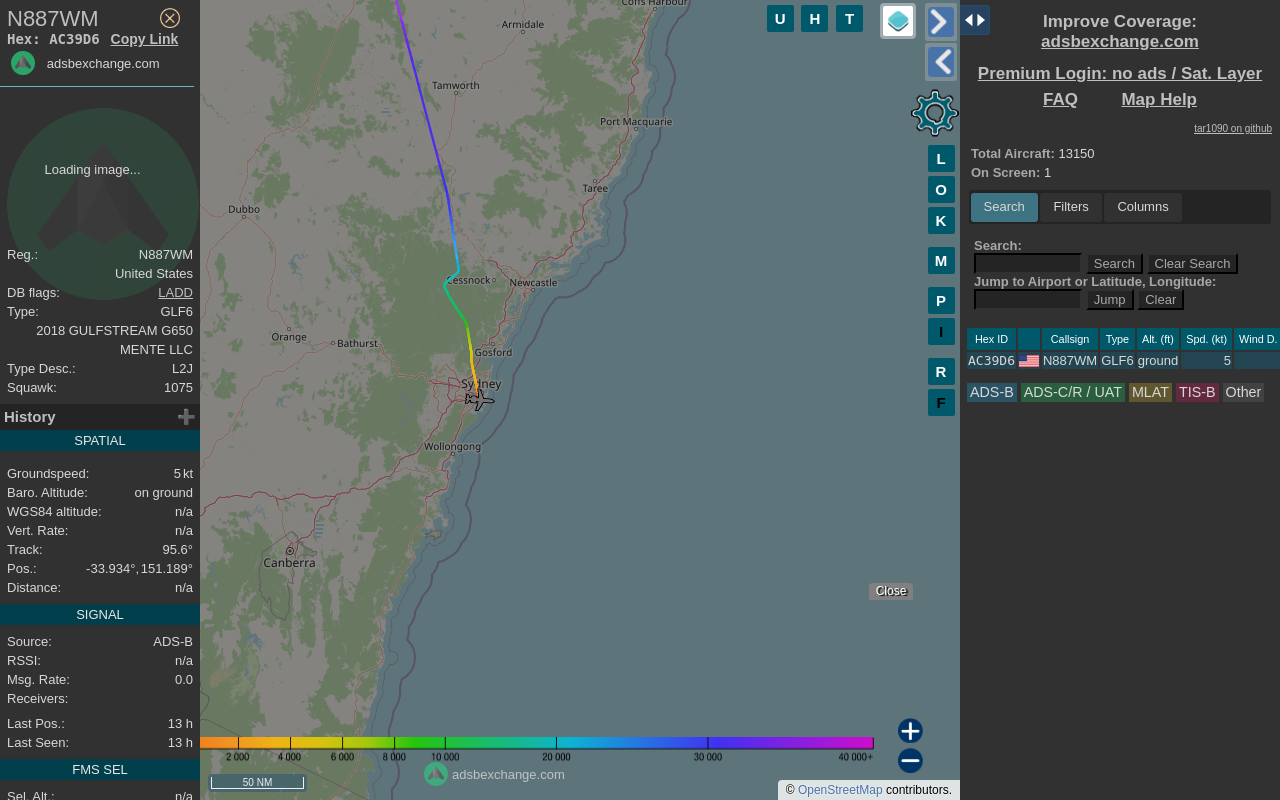 N887WM
Hex: AC39D6 Copy Link
adsbexchange.com
Loading image...
Reg.: N887WM
United States
DB flags: LADD
Type: GLF6
2018 GULFSTREAM G650
MENTE LLC
Type Desc.: L2J
Squawk: 1075
History
SPATIAL
Groundspeed: 5 kt
Baro. Altitude: on ground
WGS84 altitude: n/a
Vert. Rate: n/a
Track: 95.6°
Pos.: -33.934°, 151.189°
Distance: n/a
SIGNAL
Source: ADS-B
RSSI: n/a
Msg. Rate: 0.0
Receivers:
Last Pos.: 13 h
Last Seen: 13 h
FMS SEL
Sel. Alt.: n/a
Coffs Harbour
Armidale
Tamworth
Port Macquarie
Taree
Dubbo
Cessnock
Newcastle
Orange
Bathurst
Gosford
Sydney
Wollongong
Canberra
U H T
L
O
K
M
P
I
R
F
Close
2 000 4 000 6 000 8 000 10 000 20 000 30 000 40 000+
50 NM
adsbexchange.com
© OpenStreetMap contributors.
Improve Coverage:
adsbexchange.com
Premium Login: no ads / Sat. Layer
FAQ Map Help
tar1090 on github
Total Aircraft: 13150
On Screen: 1
Search Filters Columns
Search:
Search Clear Search
Jump to Airport or Latitude, Longitude:
Jump Clear
Hex ID Callsign Type Alt. (ft) Spd. (kt) Wind D.
AC39D6 N887WM GLF6 ground 5
ADS-B ADS-C/R / UAT MLAT TIS-B Other